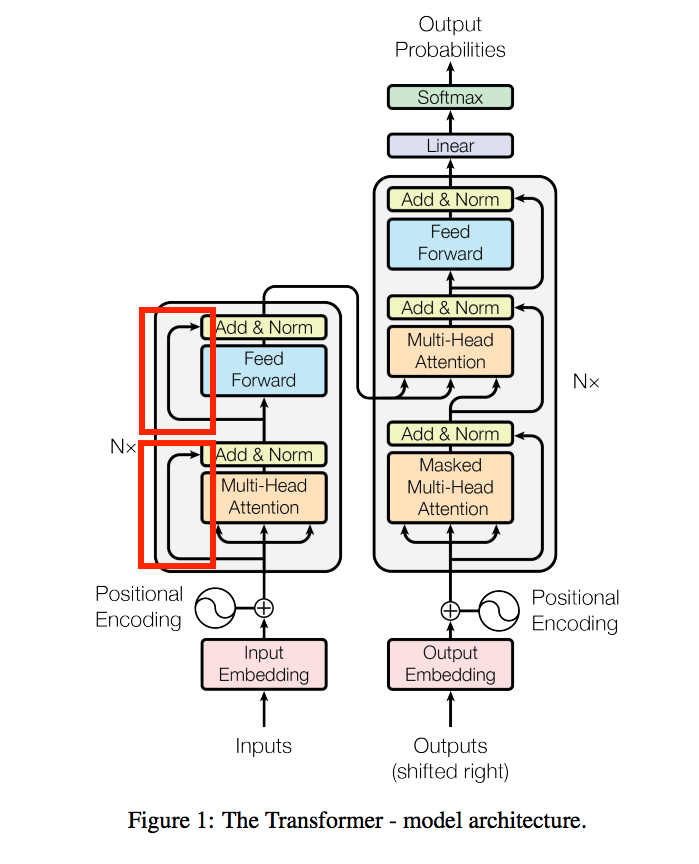 Output
Probabilities
Softmax
Linear
Add & Norm
Feed
Forward
Add & Norm
Multi-Head
Attention
Add & Norm
Masked
Multi-Head
Attention
N×
Add & Norm
Feed
Forward
Add & Norm
Multi-Head
Attention
N×
Positional
Encoding
Positional
Encoding
Input
Embedding
Output
Embedding
Inputs
Outputs
(shifted right)
Figure 1: The Transformer - model architecture.